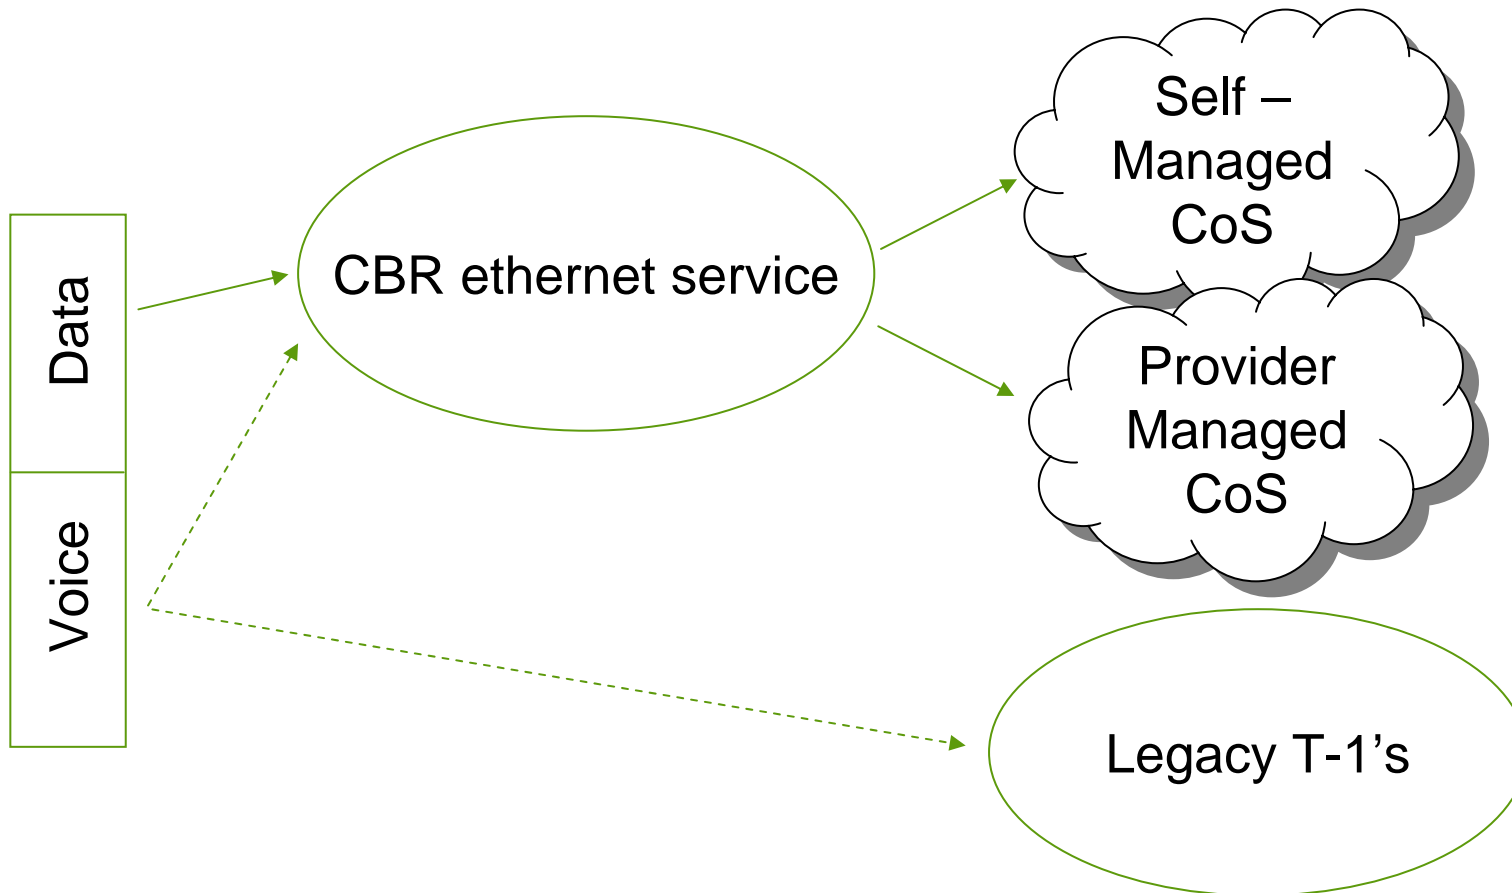 Data
Voice
CBR ethernet service
Self –
Managed
CoS
Provider
Managed
CoS
Legacy T-1’s